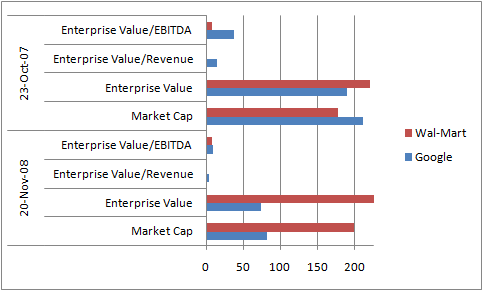 23-Oct-07
Enterprise Value/EBITDA
Enterprise Value/Revenue
Enterprise Value
Market Cap
20-Nov-08
Enterprise Value/EBITDA
Enterprise Value/Revenue
Enterprise Value
Market Cap
0 50 100 150 200
Wal-Mart
Google